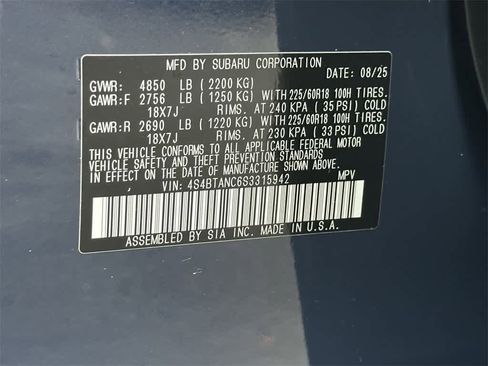 MFD BY SUBARU CORPORATION
DATE: 08/25
GVWR: 4850 LB (2200 KG)
GAWR:F 2756 LB (1250 KG) WITH 225/60R18 100H TIRES.
18X7J RIMS. AT 240 KPA (35 PSI) COLD
GAWR:R 2690 LB (1220 KG) WITH 225/60R18 100H TIRES.
18X7J RIMS. AT 230 KPA (33 PSI) COLD
THIS VEHICLE CONFORMS TO ALL APPLICABLE FEDERAL MOTOR
VEHICLE SAFETY, BUMPER, AND THEFT PREVENTION STANDARDS
IN EFFECT ON THE DATE OF MANUFACTURE SHOWN ABOVE.
VIN: 4S4BTANC6S3315942 MPV
ASSEMBLED BY SIA INC. MADE IN U.S.A.